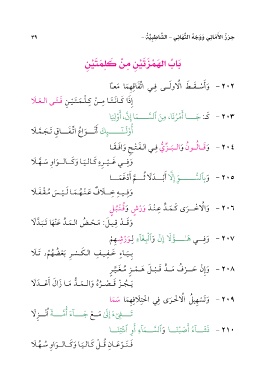 حرز الأماني ووجه التهاني - الشاطبية - ٣٩
بَابُ الهَمْزَتَيْنِ مِنْ كَلِمَتَيْنِ
٢٠٢ - وَأَسْقَطَ الأُولَى فِي اتِّفَاقِهِمَا مَعًا
إِذَا كَانَتَا مِنْ كِلْمَتَيْنِ فَتَى الْعَلَا
٢٠٣ - كَـ: جَا أَمْرُنَا، مِنَ السَّمَا إِنَّ، أَوْلِيَا
أُولَـٰئِكَ أَنْوَاعُ اتِّفَاقٍ تَجَمَّلَا
٢٠٤ - وَقَالُونُ وَالْبَزِّيُّ فِي الْفَتْحِ وَافَقَا
وَفِي غَيْرِهِ كَالْيَا وَكَالْوَاوِ سَهَّلَا
٢٠٥ - وَبِالسُّوءِ إِلَّا أَبْدَلَا ثُمَّ أَدْغَمَا
وَفِيهِ خِلَافٌ عَنْهُمَا لَيْسَ مُقْفَلَا
٢٠٦ - وَالْاُخْرَى كَمَدٍّ عِنْدَ وَرْشٍ وَقُنْبُلٍ
وَقَدْ قِيلَ: مَحْضُ الْمَدِّ عَنْهَا تَبَدَّلَا
٢٠٧ - وَفِي هَـٰؤُلَا إِنْ وَالْبِغَاءِ إِنْ لِوَرْشِهِمْ
بِيَاءِ خَفِيفِ الْكَسْرِ بَعْضُهُمْ تَلَا
٢٠٨ - وَإِنْ حَرْفُ مَدٍّ قَبْلَ هَمْزٍ مُغَيَّرٍ
يَجُزْ قَصْرُهُ وَالْمَدُّ مَا زَالَ أَعْدَلَا
٢٠٩ - وَتَسْهِيلُ الْاُخْرَى فِي اخْتِلَافِهِمَا سَمَا
تَفِيءَ إِلَى مَعْ جَاءَ أُمَّةً انْزِلَا
٢١٠ - نَشَاءُ أَصَبْنَا وَالسَّمَاءِ أَوِ ائْتِنَا
فَنَوْعَانِ قُلْ كَالْيَا وَكَالْوَاوِ سُهِّلَا